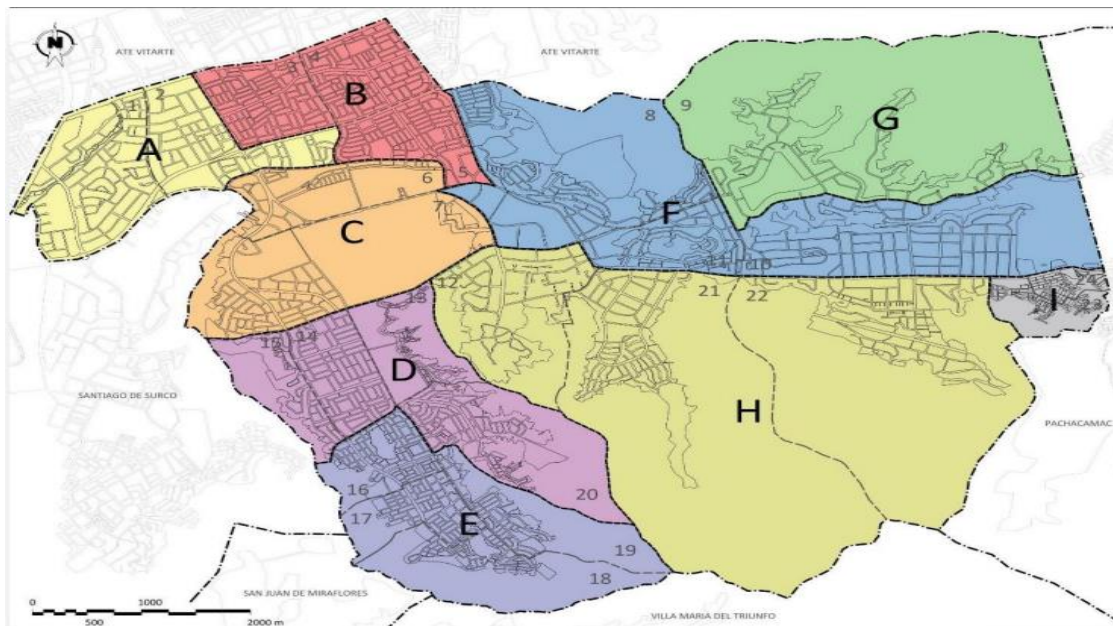 N
ATE VITARTE
ATE VITARTE
1
2
3
4
5
6
7
8
9
10
11
12
13
14
15
16
17
18
19
20
21
22
23
A
B
C
D
E
F
G
H
I
SANTIAGO DE SURCO
PACHACAMAC
SAN JUAN DE MIRAFLORES
VILLA MARIA DEL TRIUNFO
0
1000
500
2000 m